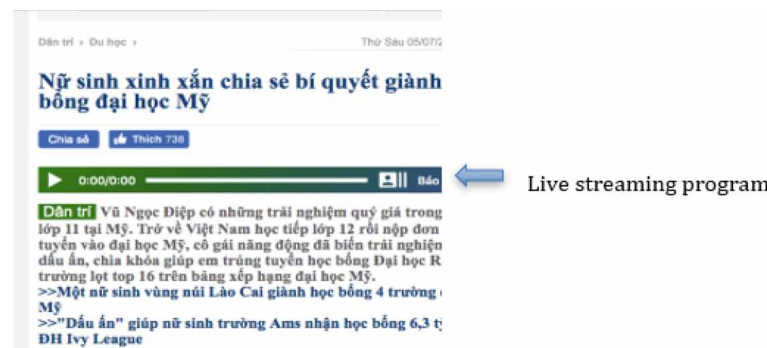 Dân trí › Du học ›
Thứ Sáu 05/07/2
Nữ sinh xinh xắn chia sẻ bí quyết giành
bổng đại học Mỹ
Chia sẻ
Thích 738
0:00/0:00
Báo
Live streaming program
Dân trí Vũ Ngọc Điệp có những trải nghiệm quý giá trong
lớp 11 tại Mỹ. Trở về Việt Nam học tiếp lớp 12 rồi nộp đơn
tuyển vào đại học Mỹ, cô gái năng động đã biến trải nghiệm
dấu ấn, chìa khóa giúp em trúng tuyển học bổng Đại học R
trường lọt top 16 trên bảng xếp hạng đại học Mỹ.
>>Một nữ sinh vùng núi Lào Cai giành học bổng 4 trường
Mỹ
>>"Dấu ấn" giúp nữ sinh trường Ams nhận học bổng 6,3 tỷ
ĐH Ivy League